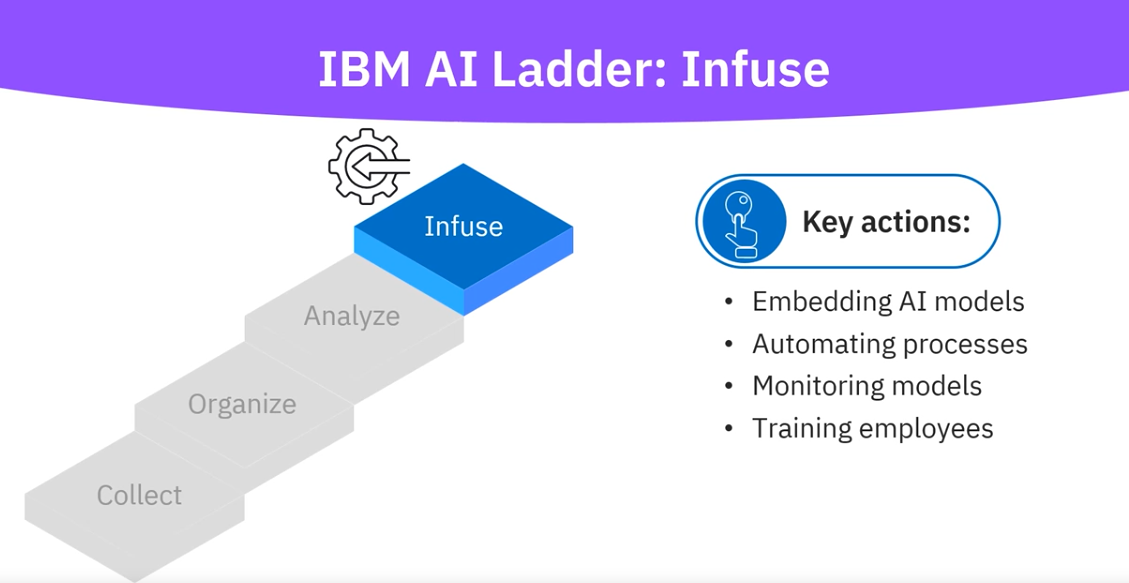 IBM AI Ladder: Infuse
Infuse
Analyze
Organize
Collect
Key actions:
• Embedding AI models
• Automating processes
• Monitoring models
• Training employees